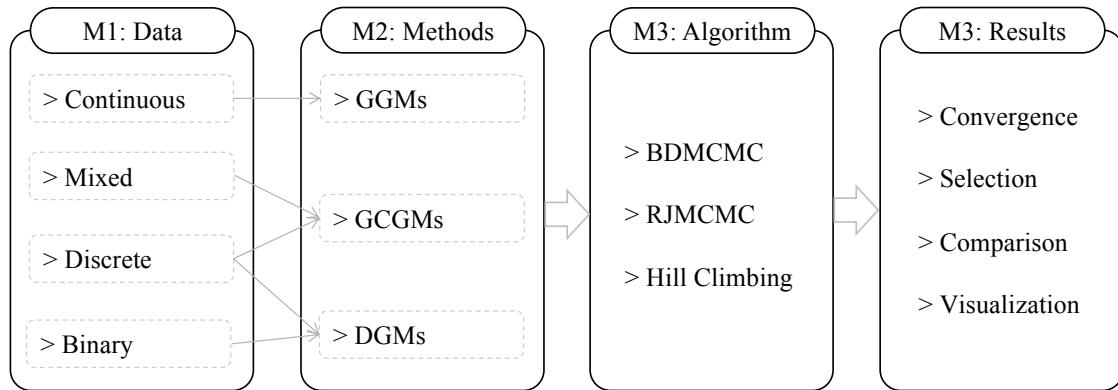 M1: Data
> Continuous
> Mixed
> Discrete
> Binary
M2: Methods
> GGMs
> GCGMs
> DGMs
M3: Algorithm
> BDMCMC
> RJMCMC
> Hill Climbing
M3: Results
> Convergence
> Selection
> Comparison
> Visualization